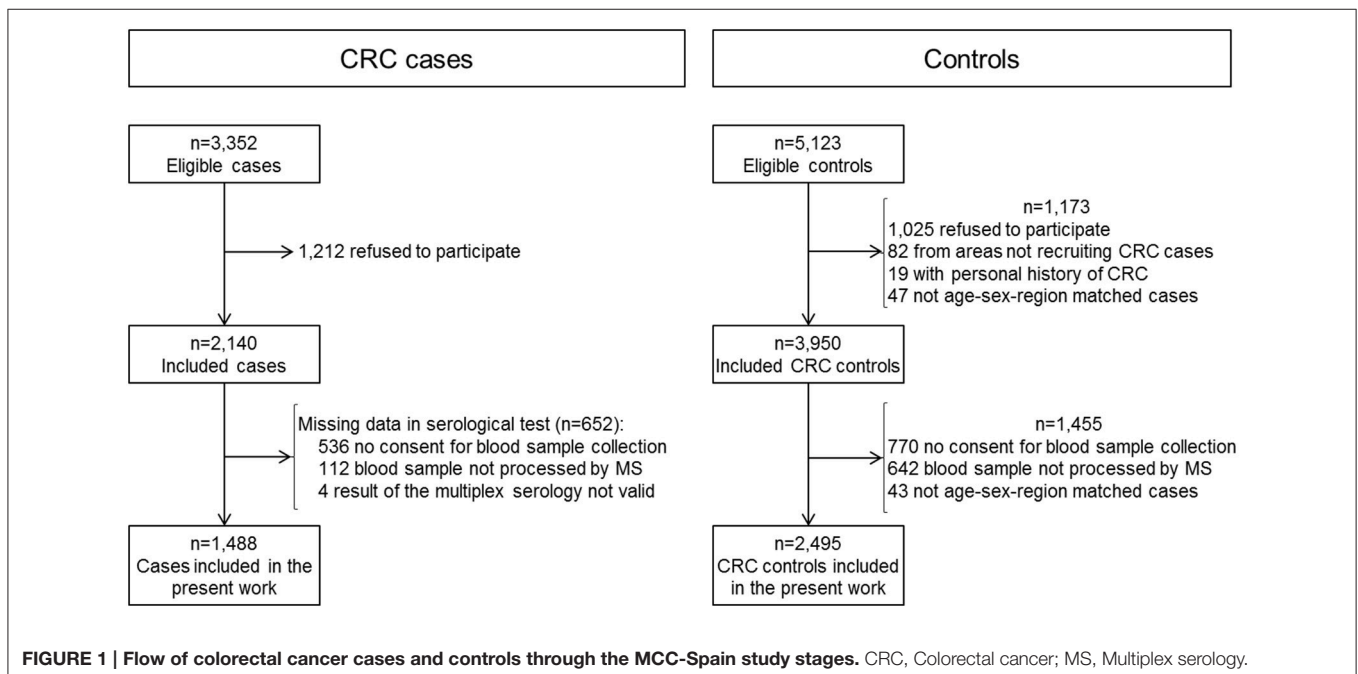 CRC cases
n=3,352
Eligible cases
1,212 refused to participate
n=2,140
Included cases
Missing data in serological test (n=652):
536 no consent for blood sample collection
112 blood sample not processed by MS
4 result of the multiplex serology not valid
n=1,488
Cases included in the
present work
Controls
n=5,123
Eligible controls
n=1,173
1,025 refused to participate
82 from areas not recruiting CRC cases
19 with personal history of CRC
47 not age-sex-region matched cases
n=3,950
Included CRC controls
n=1,455
770 no consent for blood sample collection
642 blood sample not processed by MS
43 not age-sex-region matched cases
n=2,495
CRC controls included
in the present work
FIGURE 1 | Flow of colorectal cancer cases and controls through the MCC-Spain study stages. CRC, Colorectal cancer; MS, Multiplex serology.